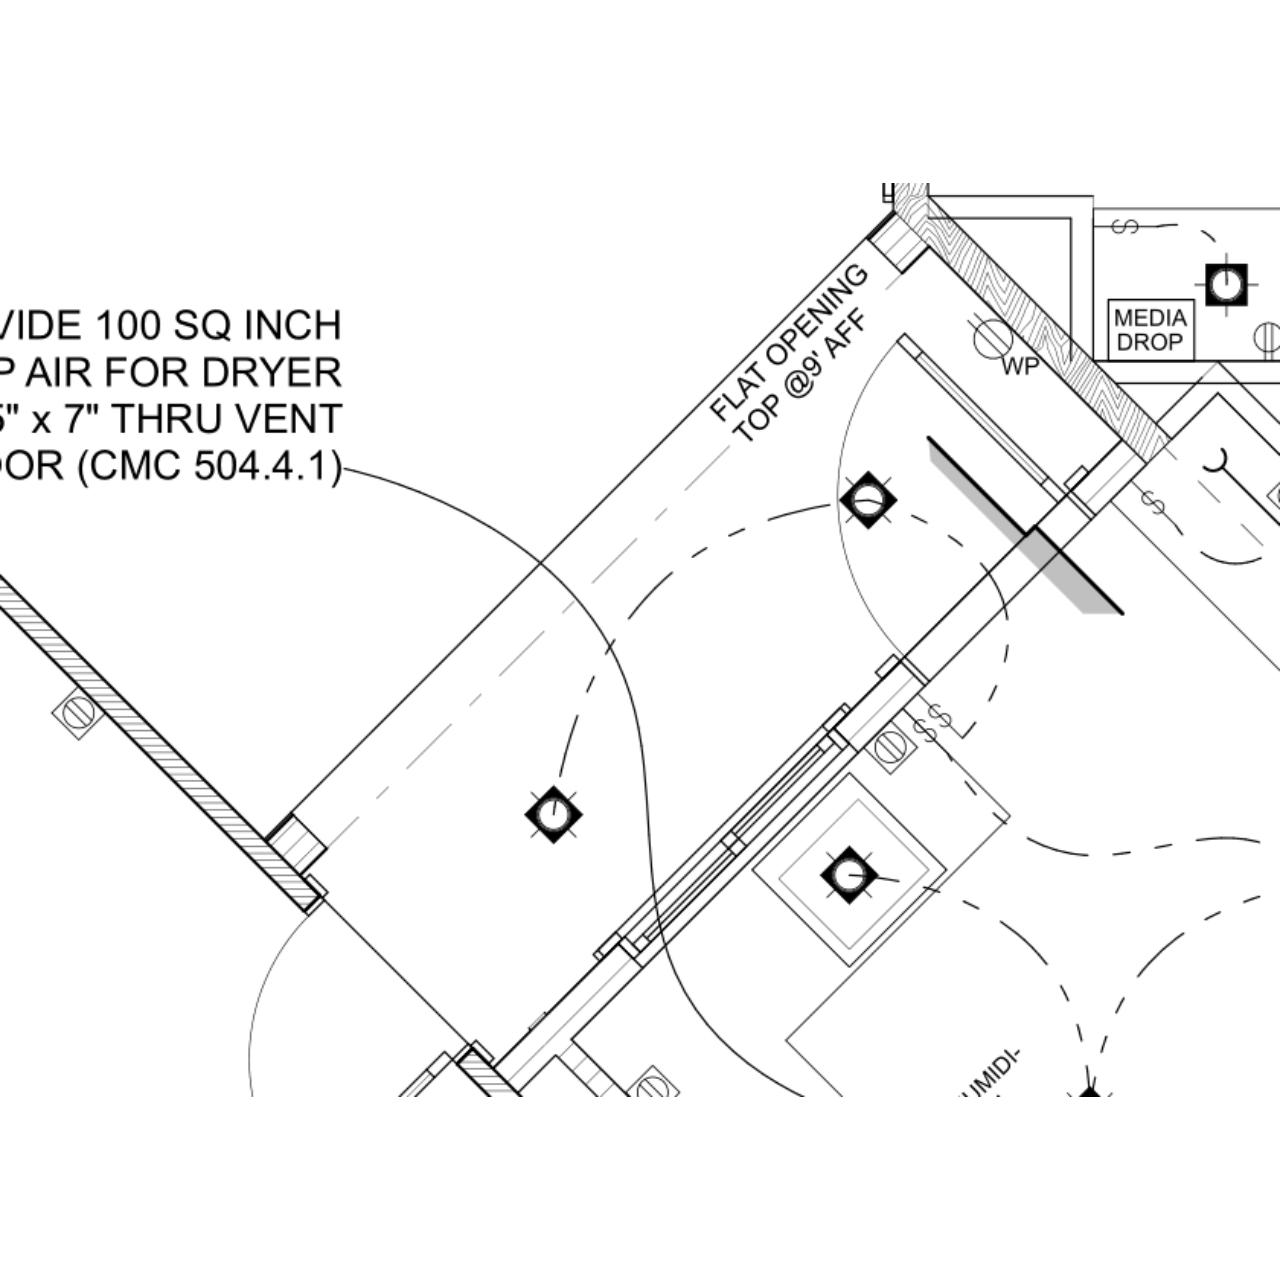 VIDE 100 SQ INCH
P AIR FOR DRYER
5" x 7" THRU VENT
OOR (CMC 504.4.1)
FLAT OPENING
TOP @9' AFF
WP
MEDIA
DROP
S
S
S
S
UMIDI-